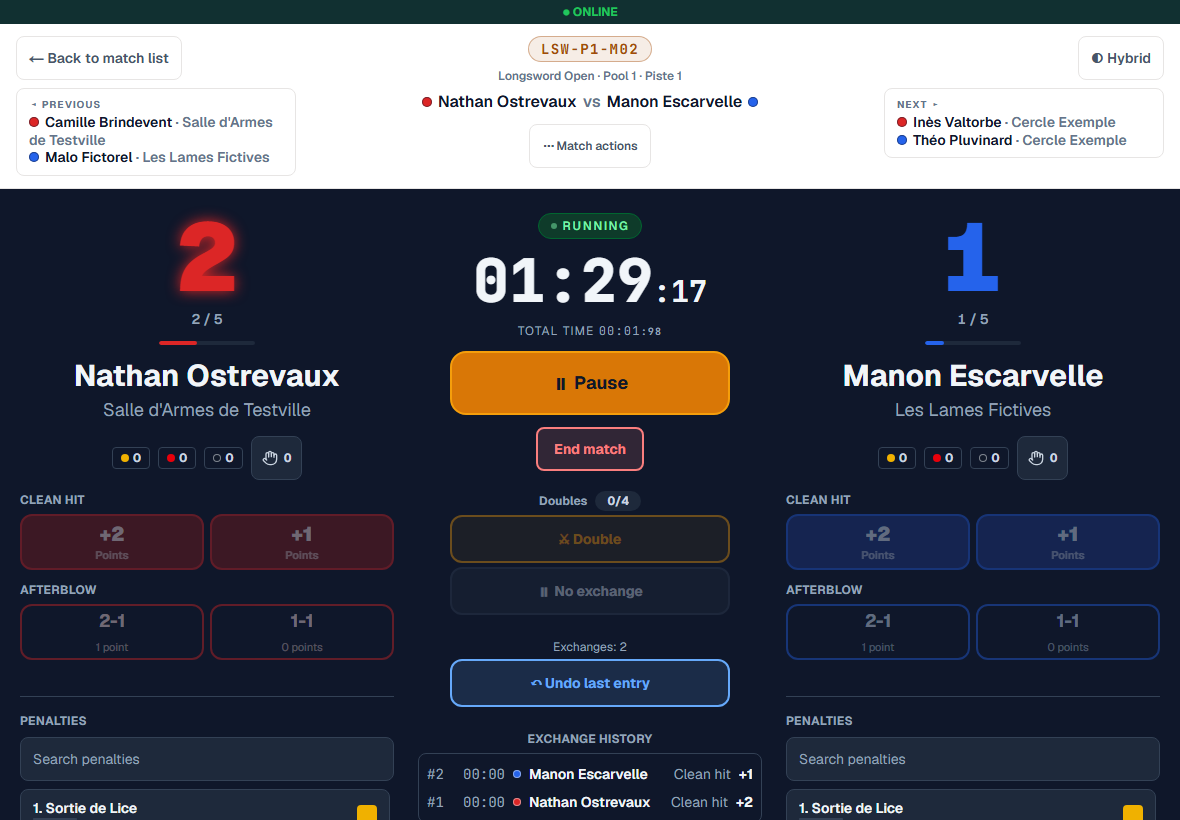 ONLINE
← Back to match list
LSW-P1-M02
Longsword Open · Pool 1 · Piste 1
Nathan Ostrevaux vs Manon Escarvelle
··· Match actions
Hybrid
PREVIOUS
Camille Brindevent · Salle d'Armes
de Testville
Malo Fictorel · Les Lames Fictives
NEXT
Inès Valtorbe · Cercle Exemple
Théo Pluvinard · Cercle Exemple
2
2 / 5
Nathan Ostrevaux
Salle d'Armes de Testville
0 0 0 0
CLEAN HIT
+2
Points
+1
Points
AFTERBLOW
2-1
1 point
1-1
0 points
PENALTIES
Search penalties
1. Sortie de Lice
RUNNING
01:29:17
TOTAL TIME 00:01:98
Pause
End match
Doubles 0/4
⚔ Double
No exchange
Exchanges: 2
Undo last entry
EXCHANGE HISTORY
#2 00:00 Manon Escarvelle Clean hit +1
#1 00:00 Nathan Ostrevaux Clean hit +2
1
1 / 5
Manon Escarvelle
Les Lames Fictives
0 0 0 0
CLEAN HIT
+2
Points
+1
Points
AFTERBLOW
2-1
1 point
1-1
0 points
PENALTIES
Search penalties
1. Sortie de Lice